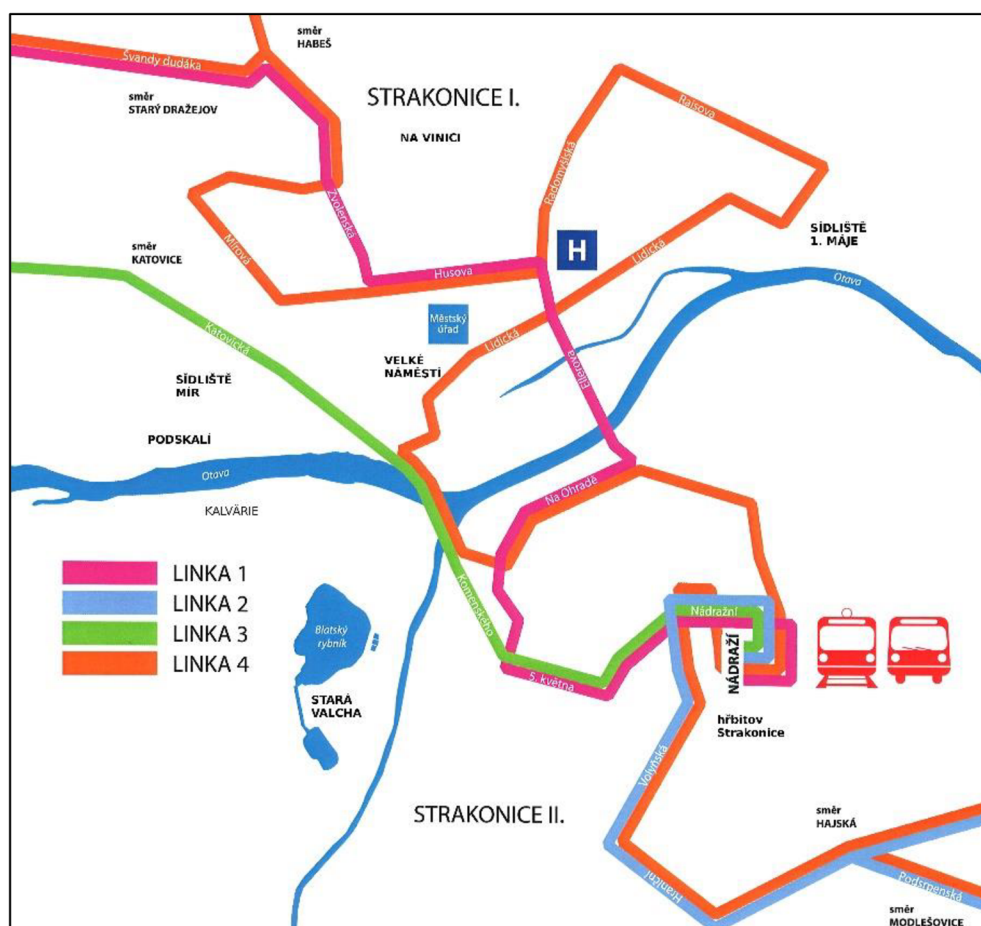 směr
HABEŠ
Švandy dudáka
směr
STARÝ DRAŽEJOV
STRAKONICE I.
NA VINICI
Raisova
Radomyšlská
Zvolenská
Mírová
směr
KATOVICE
Husova
H
Lidická
SÍDLIŠTĚ
1. MÁJE
Otava
Městský
úřad
Lidická
Katovická
VELKÉ
NÁMĚSTÍ
Ellerova
SÍDLIŠTĚ
MÍR
PODSKALÍ
Otava
KALVÁRIE
Na Ohradě
LINKA 1
LINKA 2
LINKA 3
LINKA 4
Komenského
Nádražní
NÁDRAŽÍ
Blatský
rybník
5. května
STARÁ
VALCHA
hřbitov
Strakonice
Volyňská
STRAKONICE II.
směr
HAJSKÁ
Hraniční
Podsrpenská
směr
MODLEŠOVICE